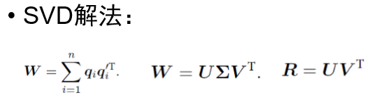 • SVD解法：
W = ∑_{i=1}^{n} q_i q_i'^T.  W = UΣV^T.  R = UV^T